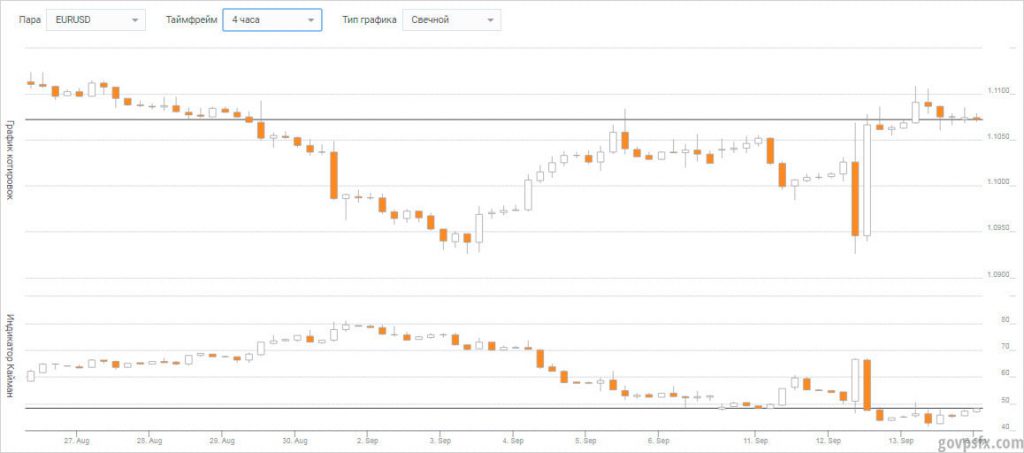 Пара EURUSD Таймфрейм 4 часа Тип графика Свечной
График котировок
1.1100
1.1050
1.1000
1.0950
1.0900
Индикатор Кайман
80
70
60
50
40
27. Aug 28. Aug 29. Aug 30. Aug 2. Sep 3. Sep 4. Sep 5. Sep 6. Sep 11. Sep 12. Sep 13. Sep
govpsfx.com